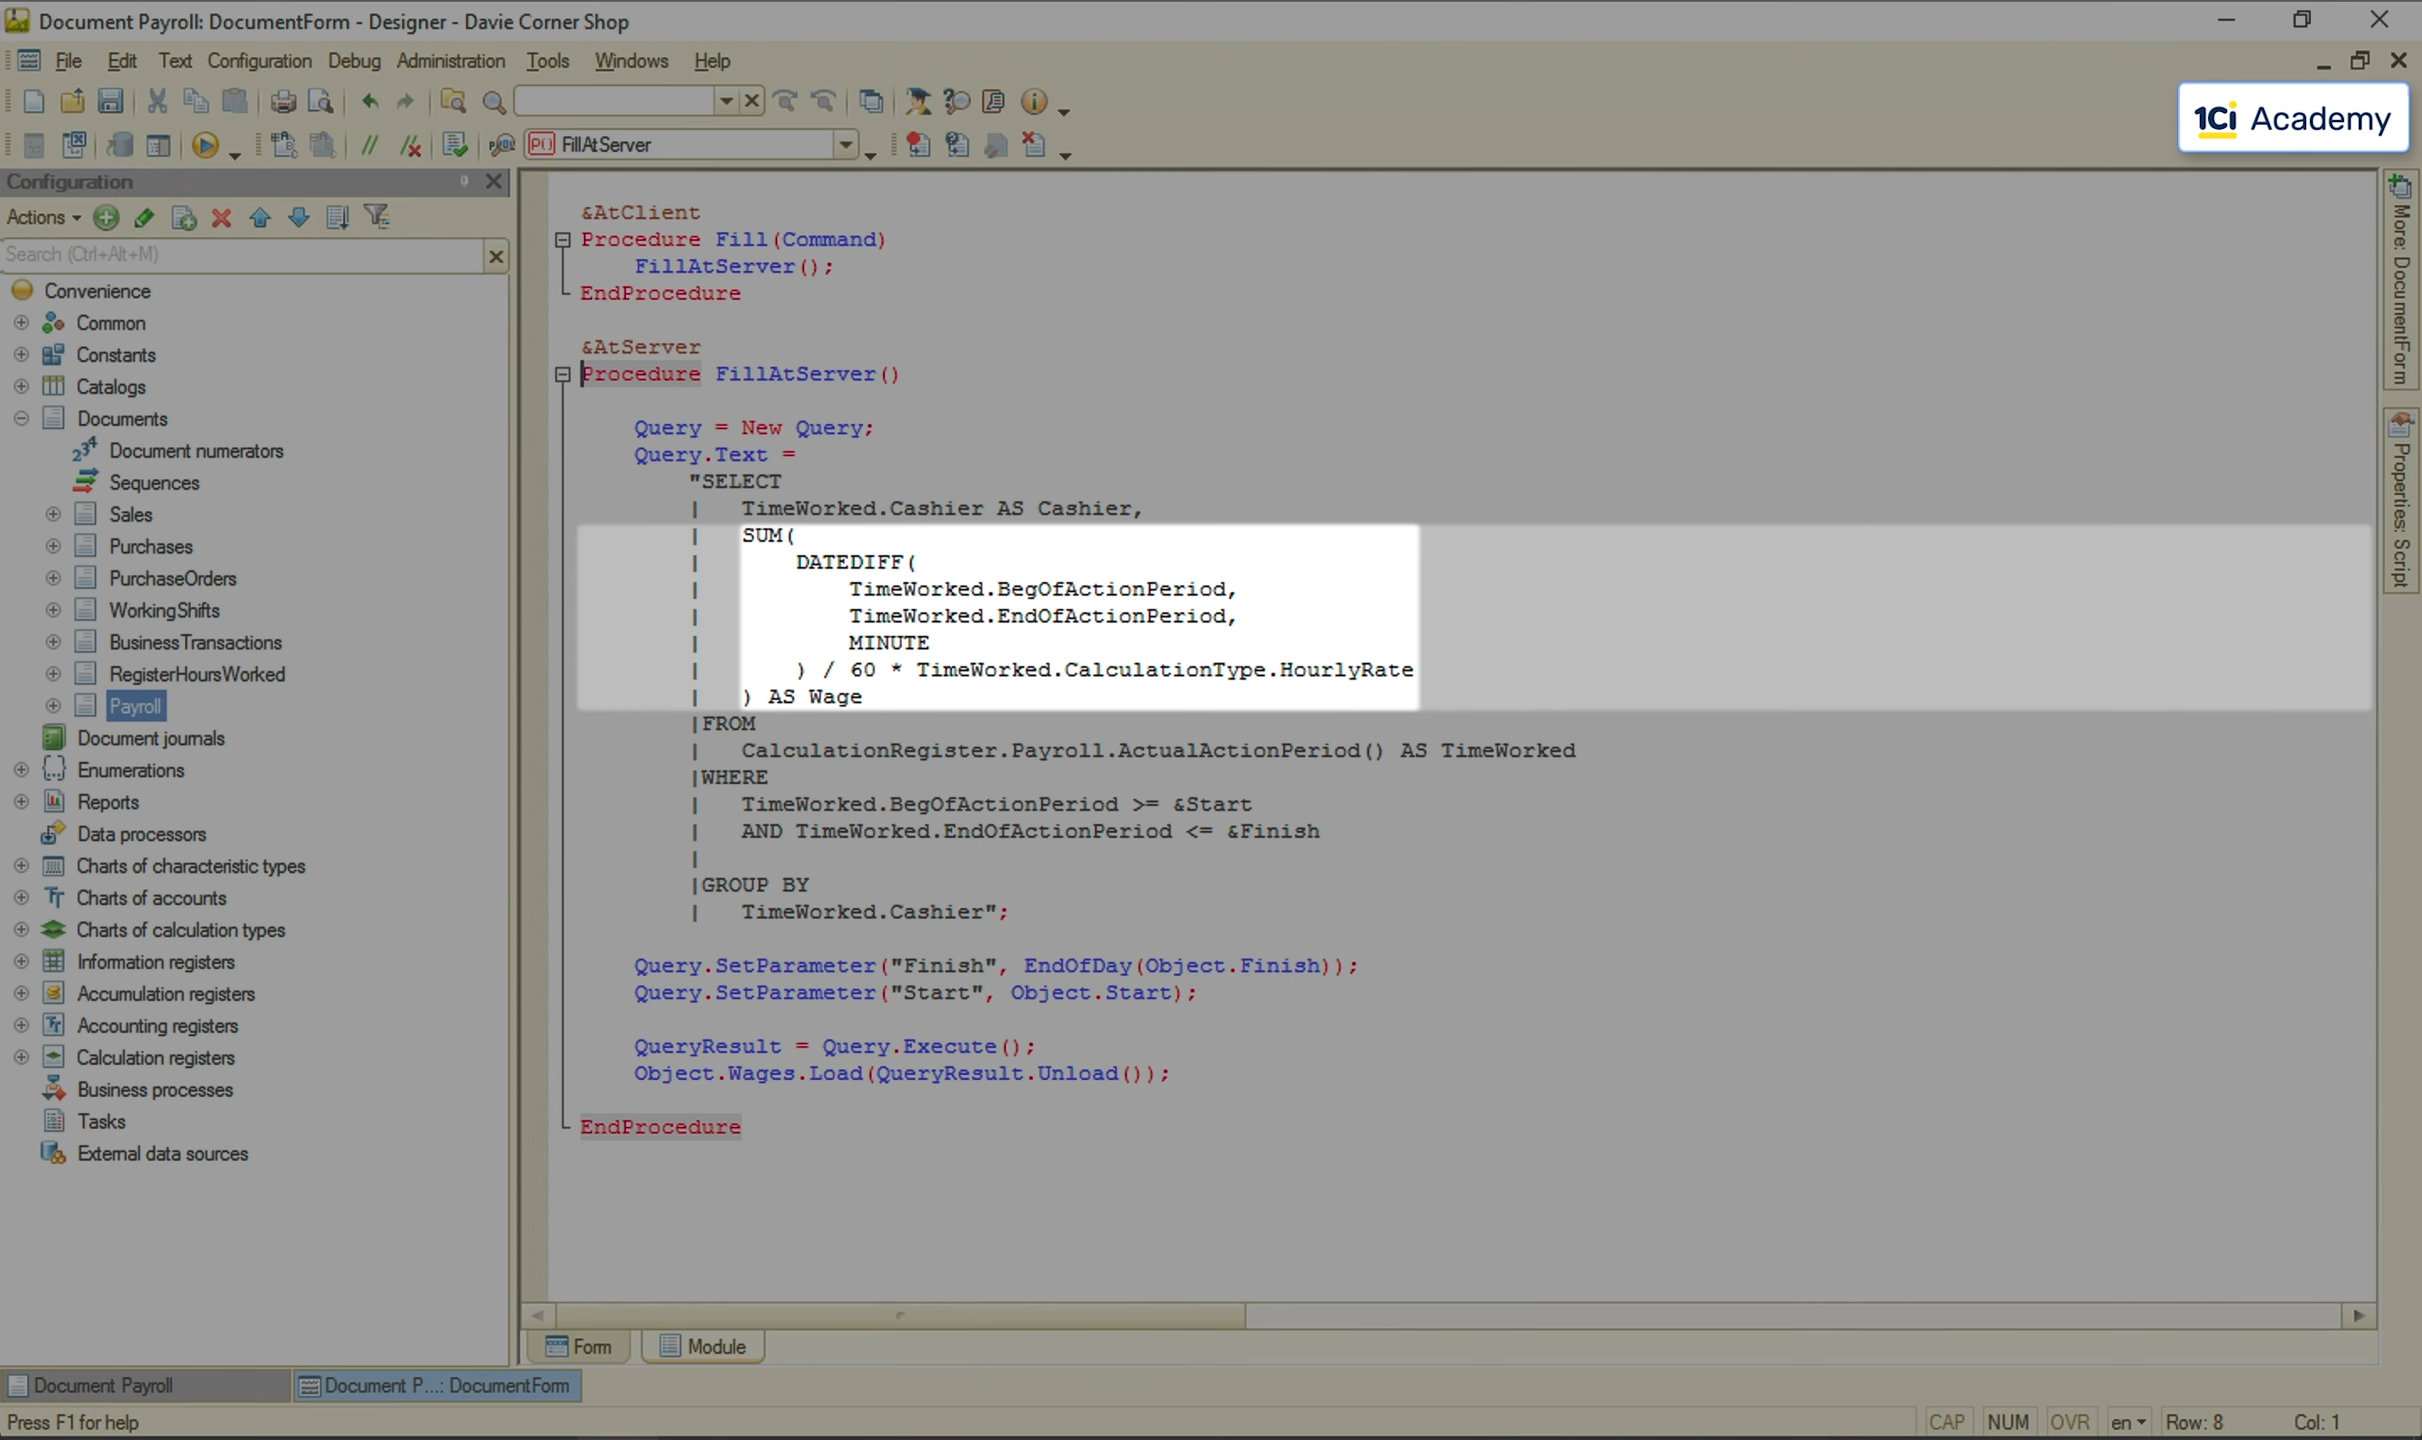 Document Payroll: DocumentForm - Designer - Davie Corner Shop
File Edit Text Configuration Debug Administration Tools Windows Help
1Ci Academy
FillAtServer
Configuration
Actions
Search (Ctrl+Alt+M)
Convenience
Common
Constants
Catalogs
Documents
Document numerators
Sequences
Sales
Purchases
PurchaseOrders
WorkingShifts
BusinessTransactions
RegisterHoursWorked
Payroll
Document journals
Enumerations
Reports
Data processors
Charts of characteristic types
Charts of accounts
Charts of calculation types
Information registers
Accumulation registers
Accounting registers
Calculation registers
Business processes
Tasks
External data sources
&AtClient
Procedure Fill(Command)
FillAtServer();
EndProcedure
&AtServer
Procedure FillAtServer()
Query = New Query;
Query.Text =
"SELECT
| TimeWorked.Cashier AS Cashier,
| SUM(
| DATEDIFF(
| TimeWorked.BegOfActionPeriod,
| TimeWorked.EndOfActionPeriod,
| MINUTE
| ) / 60 * TimeWorked.CalculationType.HourlyRate
| ) AS Wage
|FROM
| CalculationRegister.Payroll.ActualActionPeriod() AS TimeWorked
|WHERE
| TimeWorked.BegOfActionPeriod >= &Start
| AND TimeWorked.EndOfActionPeriod <= &Finish
|
|GROUP BY
| TimeWorked.Cashier";
Query.SetParameter("Finish", EndOfDay(Object.Finish));
Query.SetParameter("Start", Object.Start);
QueryResult = Query.Execute();
Object.Wages.Load(QueryResult.Unload());
EndProcedure
More: DocumentForm
Properties: Script
Form Module
Document Payroll Document P...: DocumentForm
Press F1 for help CAP NUM OVR en Row: 8 Col: 1